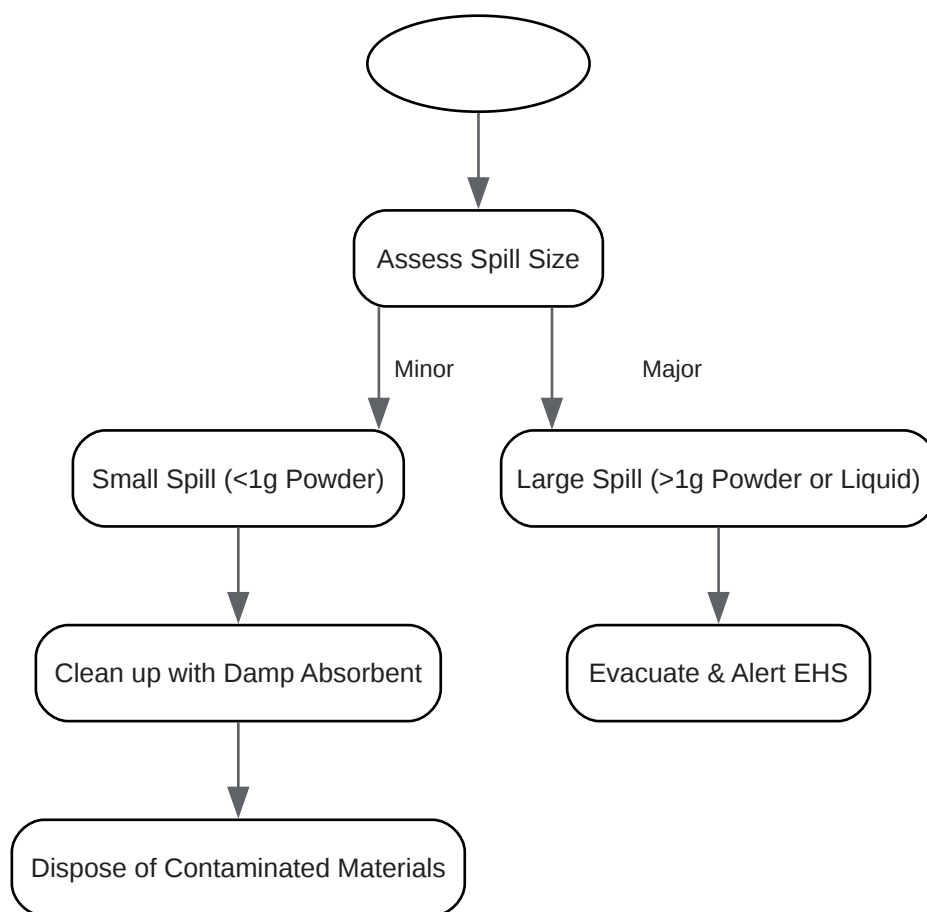 Assess Spill Size
Minor
Major
Small Spill (<1g Powder)
Large Spill (>1g Powder or Liquid)
Clean up with Damp Absorbent
Evacuate & Alert EHS
Dispose of Contaminated Materials